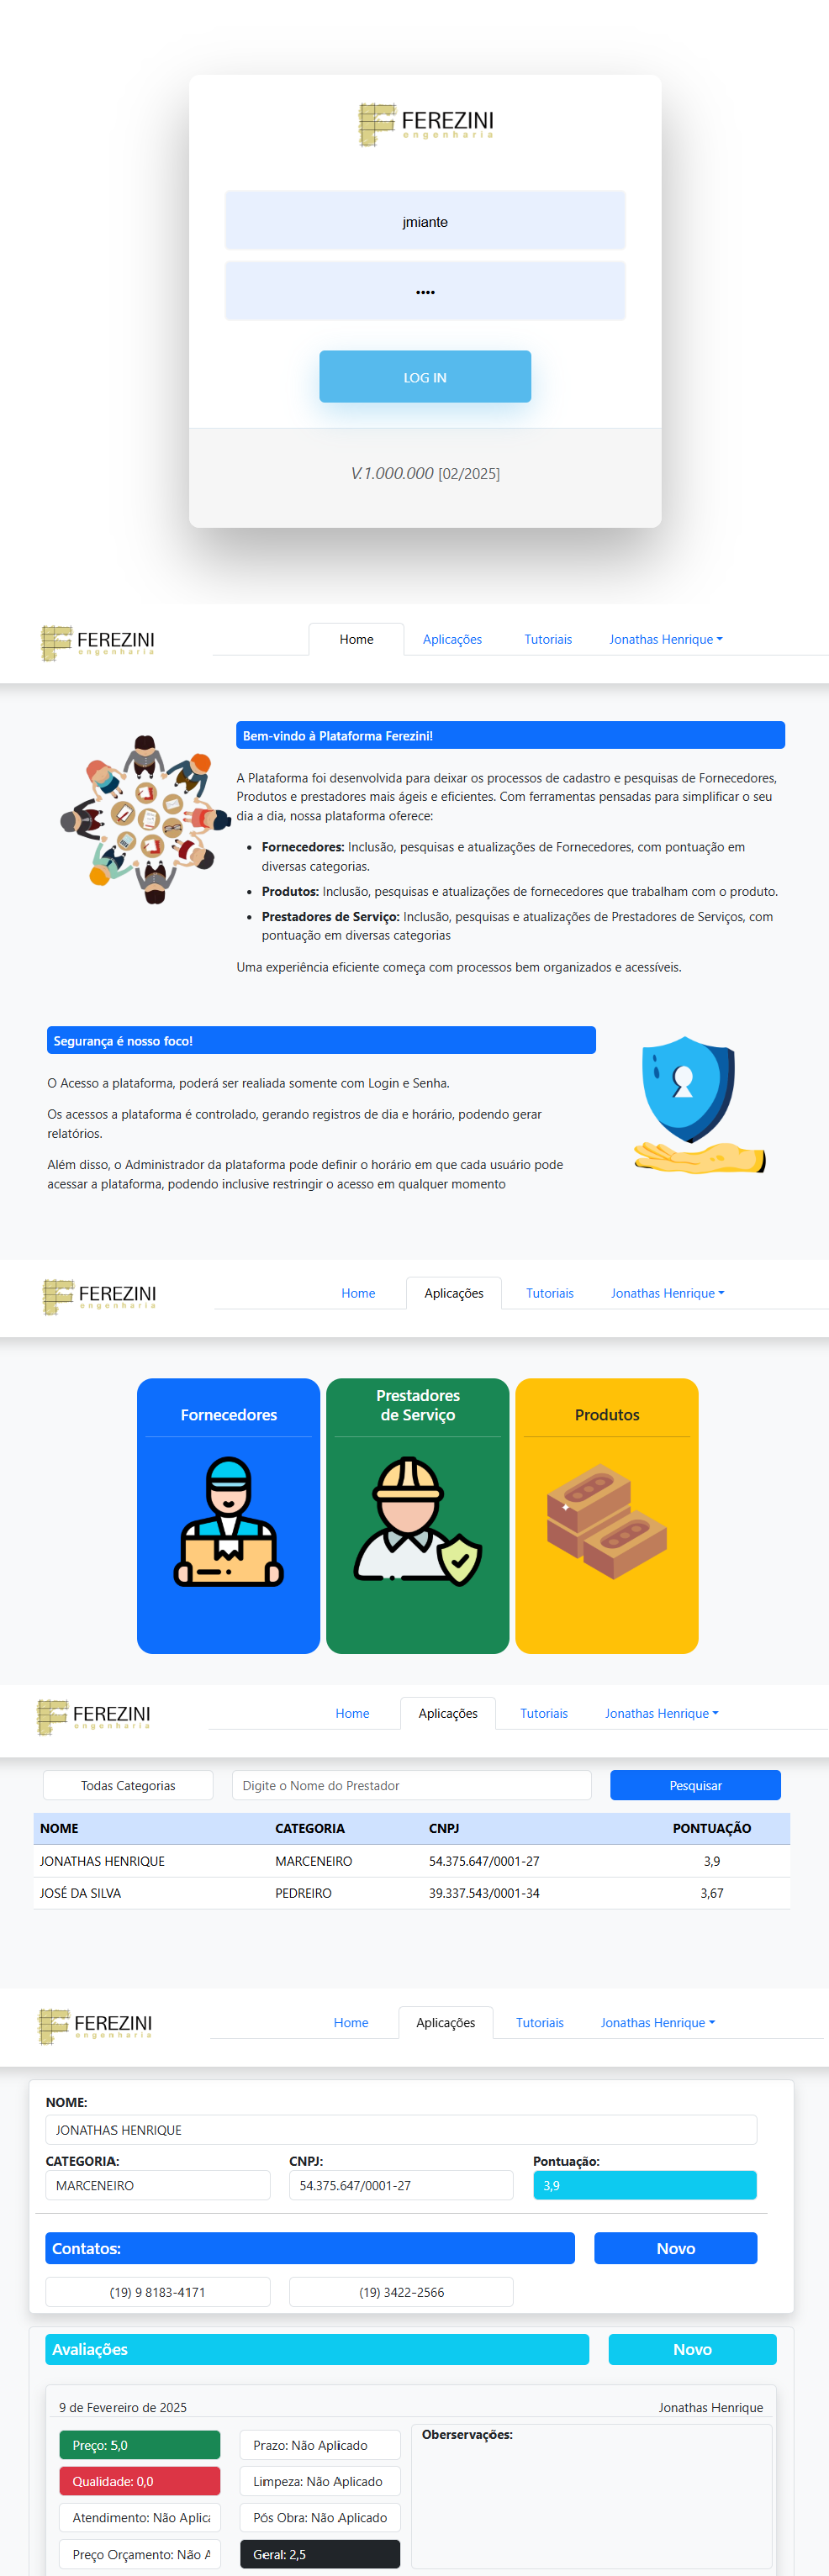 FEREZINI
engenharia
jmiante
••••
LOG IN
V.1.000.000 [02/2025]
FEREZINI
engenharia
Home Aplicações Tutoriais Jonathas Henrique
Bem-vindo à Plataforma Ferezini!
A Plataforma foi desenvolvida para deixar os processos de cadastro e pesquisas de Fornecedores,
Produtos e prestadores mais ágeis e eficientes. Com ferramentas pensadas para simplificar o seu
dia a dia, nossa plataforma oferece:
• Fornecedores: Inclusão, pesquisas e atualizações de Fornecedores, com pontuação em
diversas categorias.
• Produtos: Inclusão, pesquisas e atualizações de fornecedores que trabalham com o produto.
• Prestadores de Serviço: Inclusão, pesquisas e atualizações de Prestadores de Serviços, com
pontuação em diversas categorias
Uma experiência eficiente começa com processos bem organizados e acessíveis.
Segurança é nosso foco!
O Acesso a plataforma, poderá ser realiada somente com Login e Senha.
Os acessos a plataforma é controlado, gerando registros de dia e horário, podendo gerar
relatórios.
Além disso, o Administrador da plataforma pode definir o horário em que cada usuário pode
acessar a plataforma, podendo inclusive restringir o acesso em qualquer momento
FEREZINI
engenharia
Home Aplicações Tutoriais Jonathas Henrique
Fornecedores
Prestadores
de Serviço
Produtos
FEREZINI
engenharia
Home Aplicações Tutoriais Jonathas Henrique
Todas Categorias Digite o Nome do Prestador Pesquisar
NOME CATEGORIA CNPJ PONTUAÇÃO
JONATHAS HENRIQUE MARCENEIRO 54.375.647/0001-27 3,9
JOSÉ DA SILVA PEDREIRO 39.337.543/0001-34 3,67
FEREZINI
engenharia
Home Aplicações Tutoriais Jonathas Henrique
NOME:
JONATHAS HENRIQUE
CATEGORIA: CNPJ: Pontuação:
MARCENEIRO 54.375.647/0001-27 3,9
Contatos: Novo
(19) 9 8183-4171 (19) 3422-2566
Avaliações Novo
9 de Fevereiro de 2025 Jonathas Henrique
Preço: 5,0 Prazo: Não Aplicado Oberservações:
Qualidade: 0,0 Limpeza: Não Aplicado
Atendimento: Não Aplica Pós Obra: Não Aplicado
Preço Orçamento: Não A Geral: 2,5